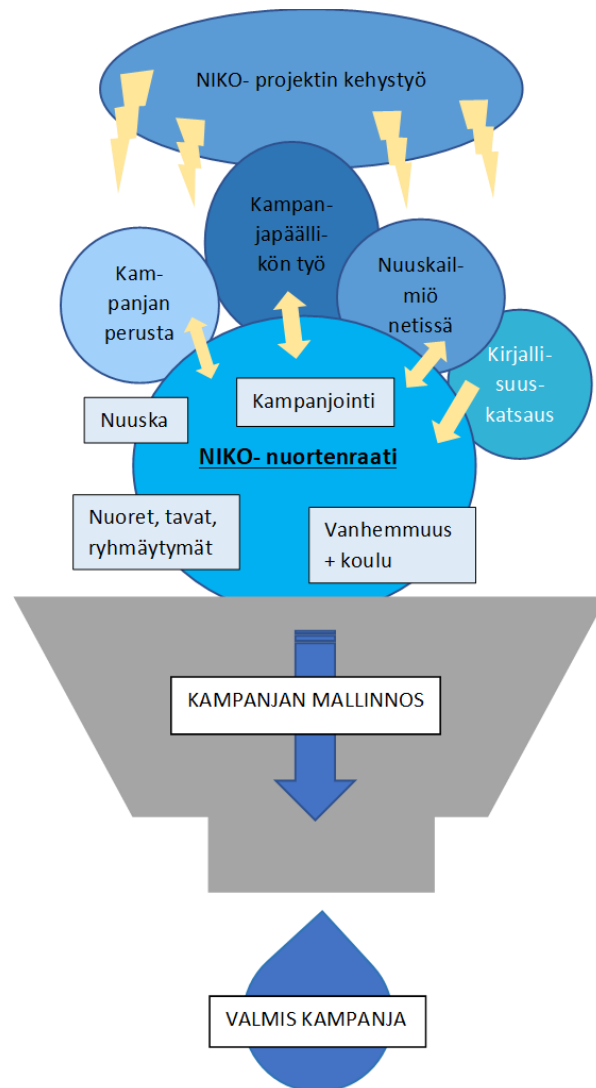 NIKO- projektin kehystyö
Kampan-
japäälli-
kön työ
Kam-
panjan
perusta
Nuuskail-
miö
netissä
Kirjalli-
suus-
katsaus
Kampanjointi
Nuuska
NIKO- nuortenraati
Nuoret, tavat,
ryhmäytymät
Vanhemmuus
+ koulu
KAMPANJAN MALLINNOS
VALMIS KAMPANJA